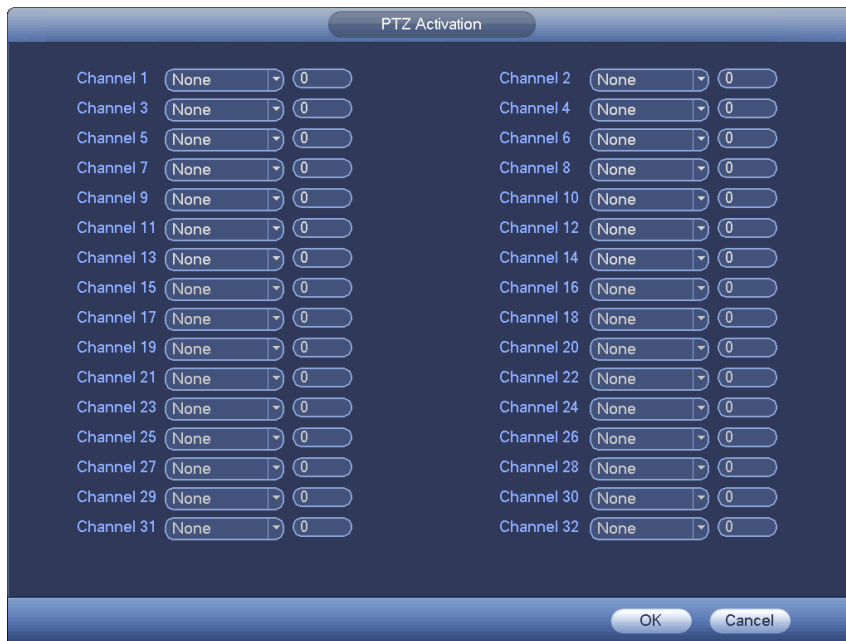 PTZ Activation
Channel 1 None 0 Channel 2 None 0
Channel 3 None 0 Channel 4 None 0
Channel 5 None 0 Channel 6 None 0
Channel 7 None 0 Channel 8 None 0
Channel 9 None 0 Channel 10 None 0
Channel 11 None 0 Channel 12 None 0
Channel 13 None 0 Channel 14 None 0
Channel 15 None 0 Channel 16 None 0
Channel 17 None 0 Channel 18 None 0
Channel 19 None 0 Channel 20 None 0
Channel 21 None 0 Channel 22 None 0
Channel 23 None 0 Channel 24 None 0
Channel 25 None 0 Channel 26 None 0
Channel 27 None 0 Channel 28 None 0
Channel 29 None 0 Channel 30 None 0
Channel 31 None 0 Channel 32 None 0
OK Cancel